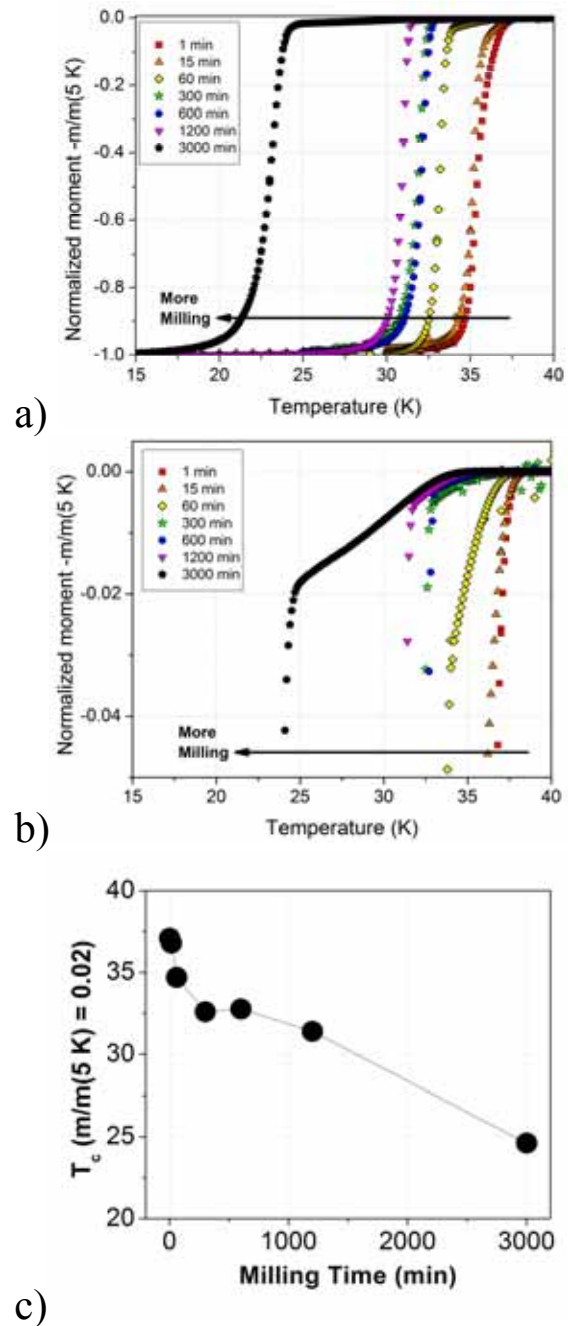 0.0
-0.2
-0.4
-0.6
-0.8
-1.0
Normalized moment -m/m(5 K)
1 min
15 min
60 min
300 min
600 min
1200 min
3000 min
More
Milling
15 20 25 30 35 40
Temperature (K)
a)
0.00
-0.02
-0.04
Normalized moment -m/m(5 K)
1 min
15 min
60 min
300 min
600 min
1200 min
3000 min
More
Milling
15 20 25 30 35 40
Temperature (K)
b)
40
35
30
25
20
T_c (m/m(5 K) = 0.02)
0 1000 2000 3000
Milling Time (min)
c)